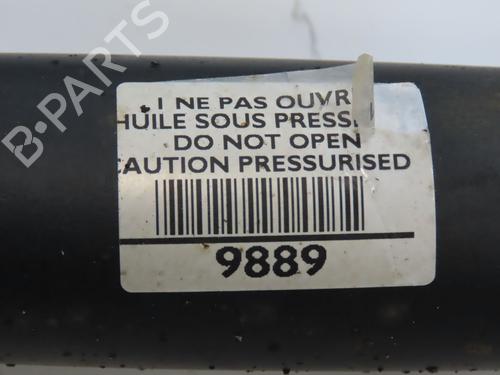 ! NE PAS OUVR
HUILE SOUS PRESS
DO NOT OPEN
CAUTION PRESSURISED
9889
B-PARTS